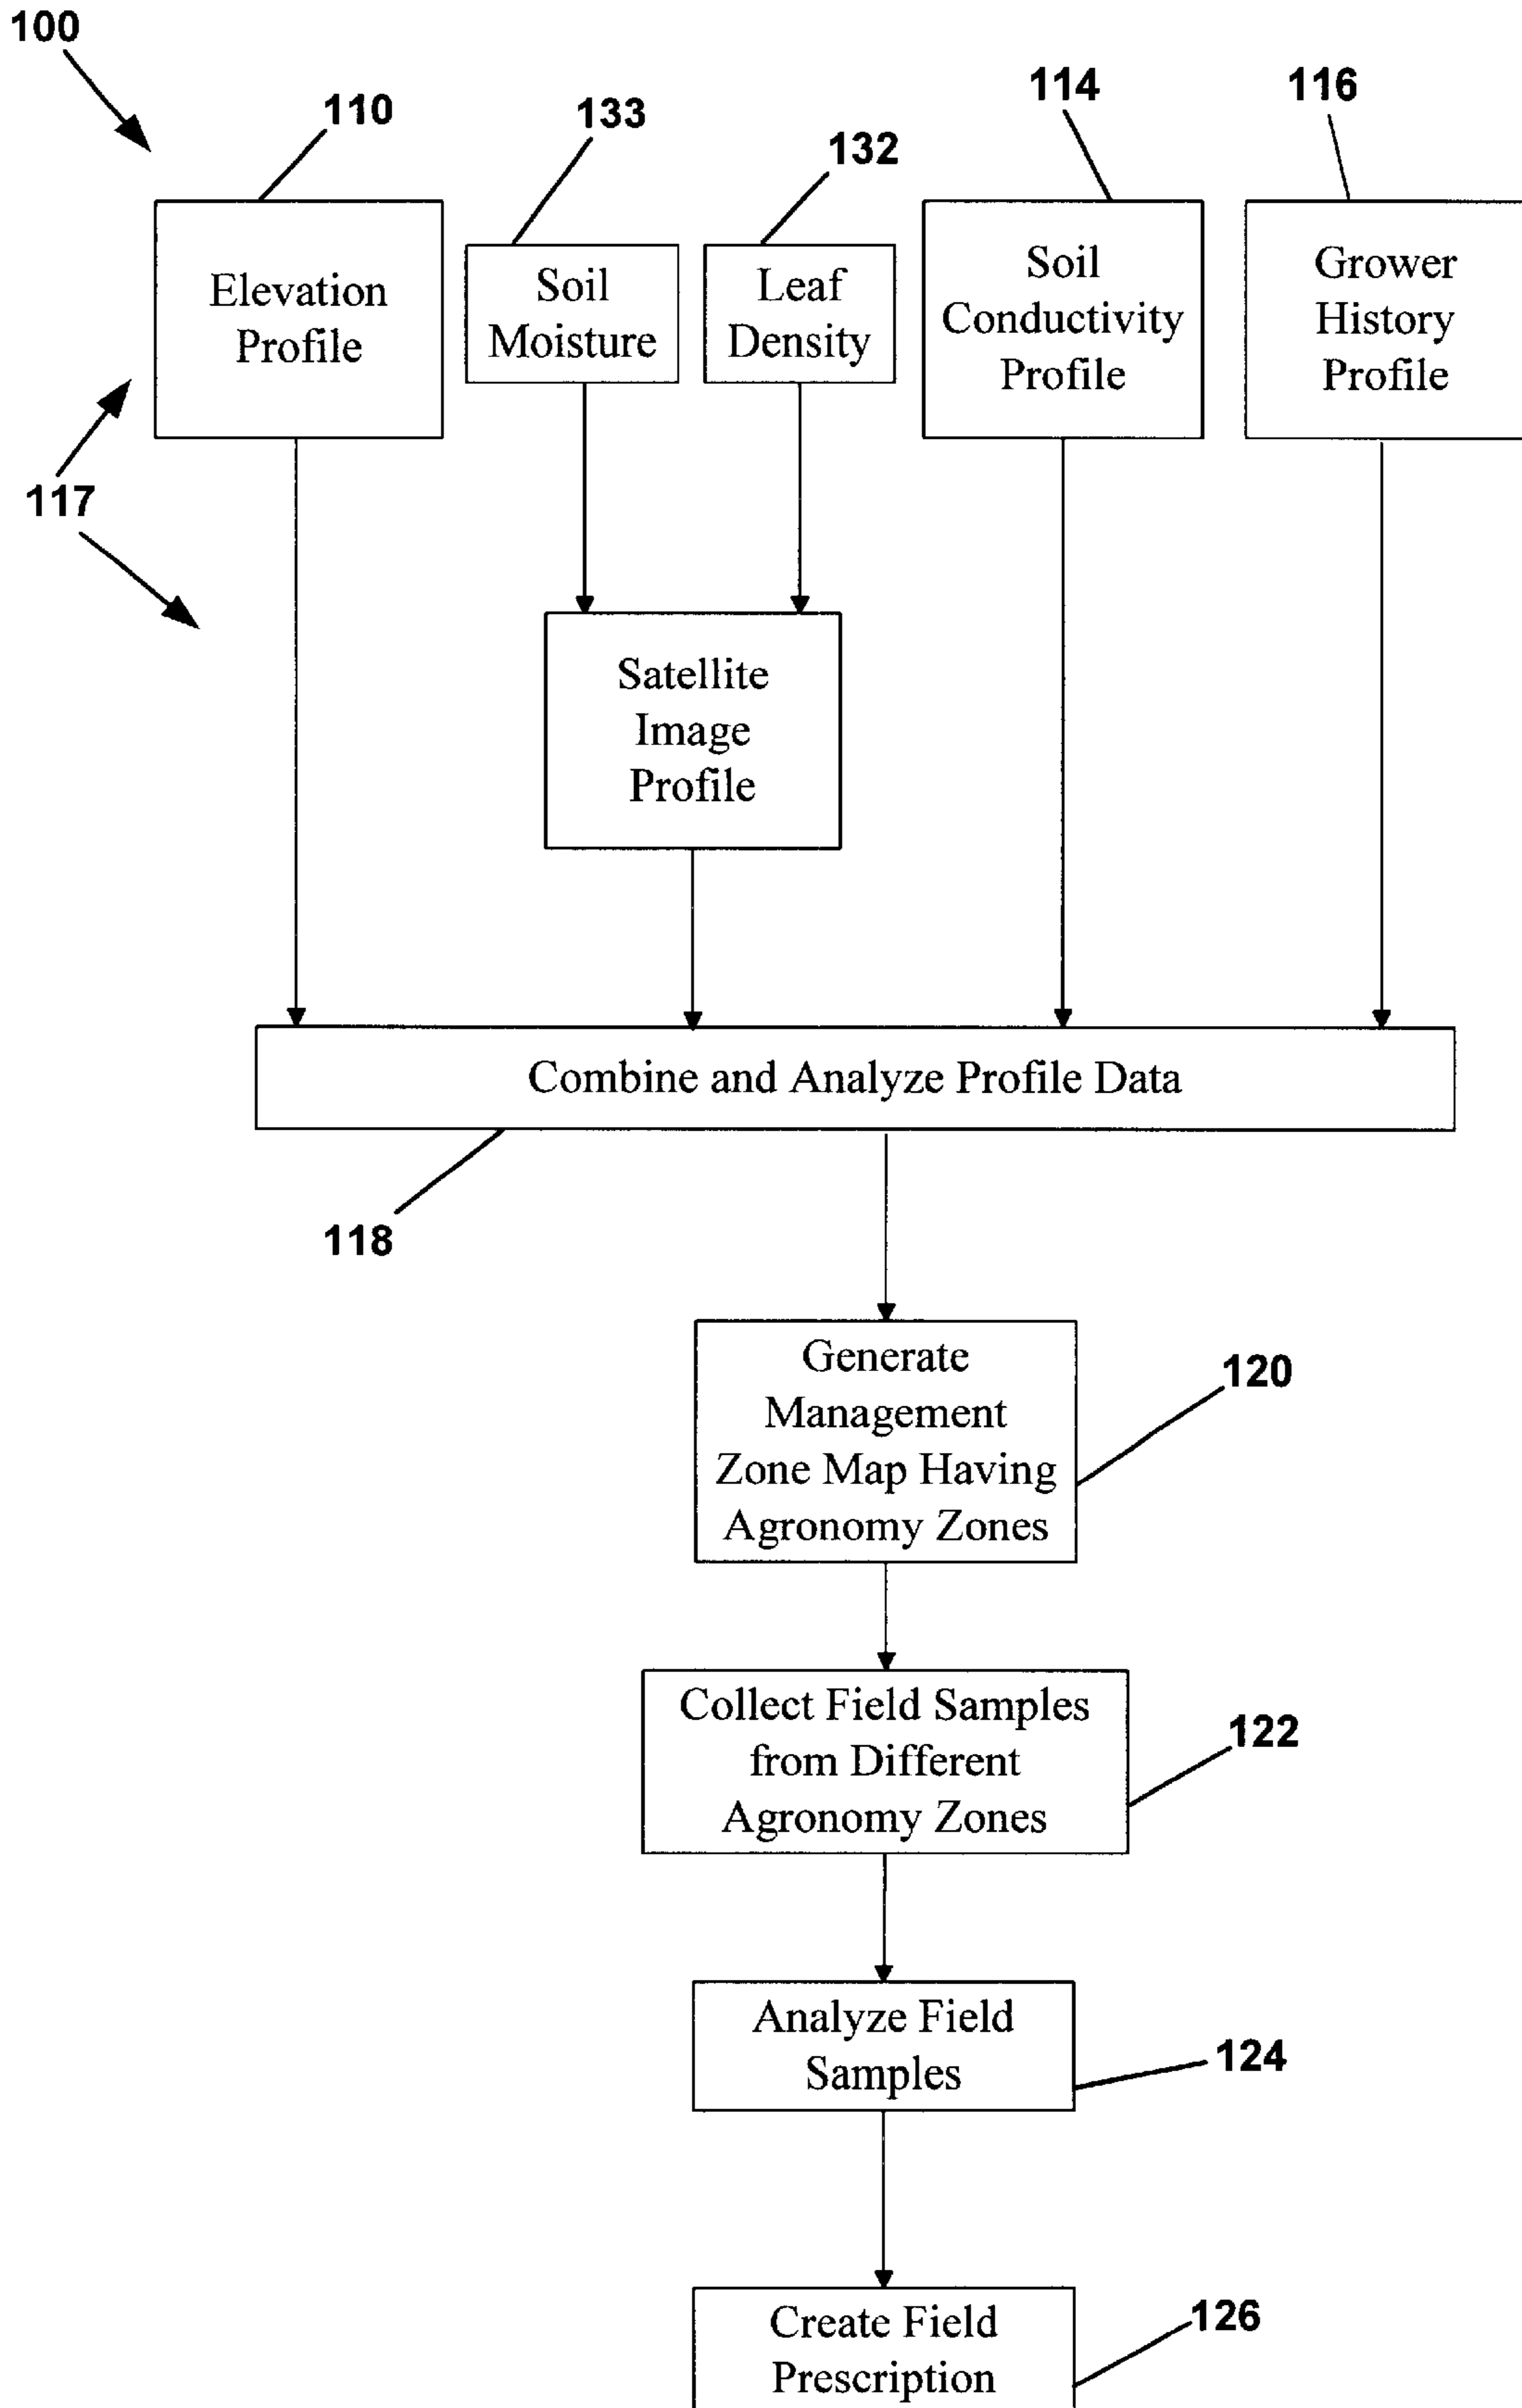 100
110
133
132
114
116
Elevation
Profile
Soil
Moisture
Leaf
Density
Soil
Conductivity
Profile
Grower
History
Profile
117
Satellite
Image
Profile
Combine and Analyze Profile Data
118
Generate
Management
Zone Map Having
Agronomy Zones
120
Collect Field Samples
from Different
Agronomy Zones
122
Analyze Field
Samples
124
Create Field
Prescription
126